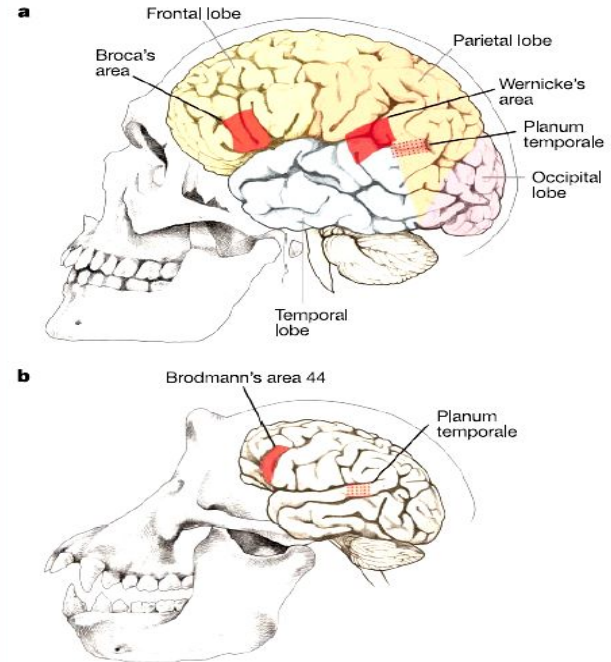 a
Frontal lobe
Broca's
area
Parietal lobe
Wernicke's
area
Planum
temporale
Occipital
lobe
Temporal
lobe
b
Brodmann's area 44
Planum
temporale